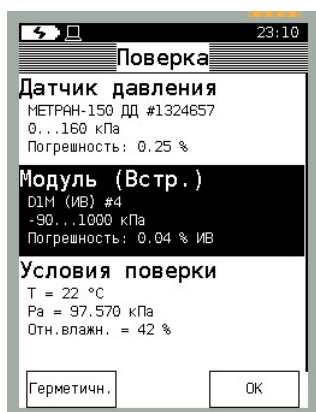 23:10
Поверка
Датчик давления
МЕТРАН-150 ДД #1324657
0...160 кПа
Погрешность: 0.25 %
Модуль (Встр.)
D1M (ИВ) #4
-90...1000 кПа
Погрешность: 0.04 % ИВ
Условия поверки
T = 22 °C
Pa = 97.570 кПа
Отн.влажн. = 42 %
Герметичн.
OK